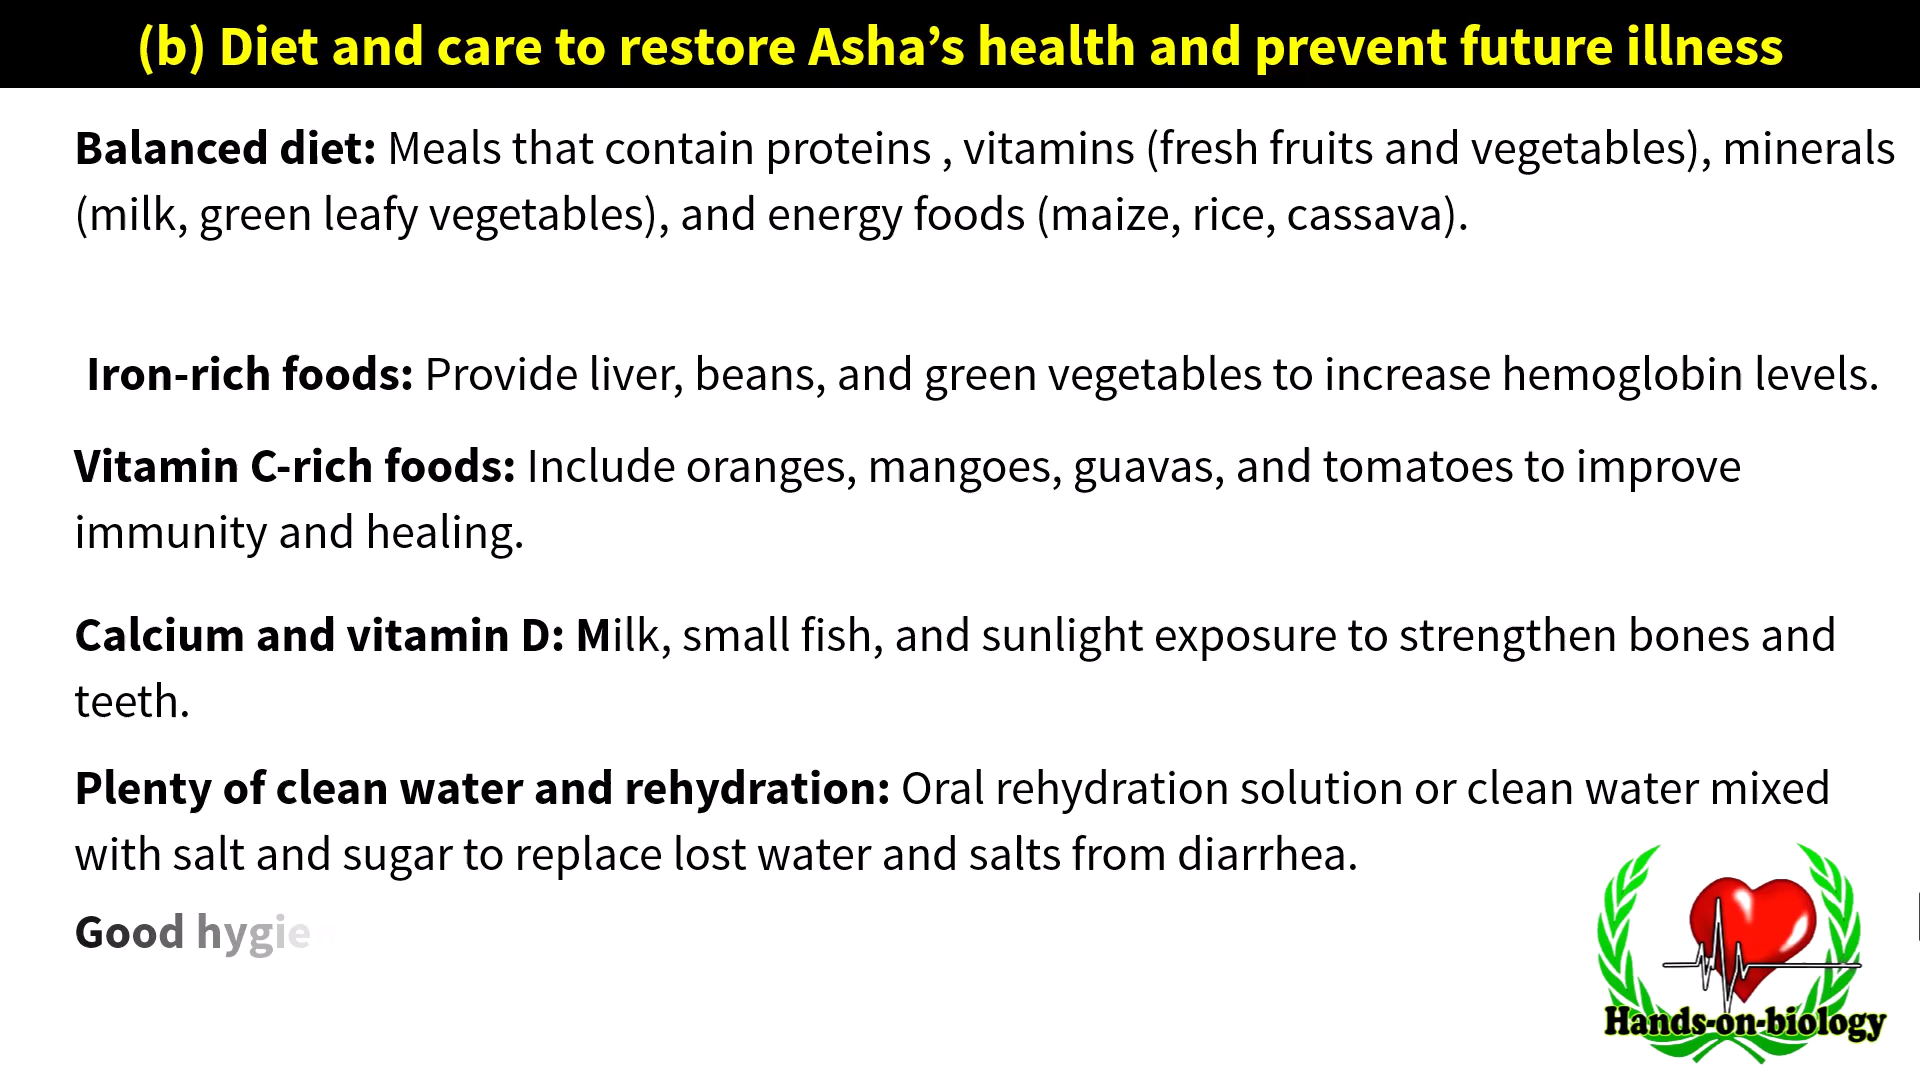 (b) Diet and care to restore Asha’s health and prevent future illness
Balanced diet: Meals that contain proteins , vitamins (fresh fruits and vegetables), minerals
(milk, green leafy vegetables), and energy foods (maize, rice, cassava).
Iron-rich foods: Provide liver, beans, and green vegetables to increase hemoglobin levels.
Vitamin C-rich foods: Include oranges, mangoes, guavas, and tomatoes to improve
immunity and healing.
Calcium and vitamin D: Milk, small fish, and sunlight exposure to strengthen bones and
teeth.
Plenty of clean water and rehydration: Oral rehydration solution or clean water mixed
with salt and sugar to replace lost water and salts from diarrhea.
Good hygie
Hands-on-biology